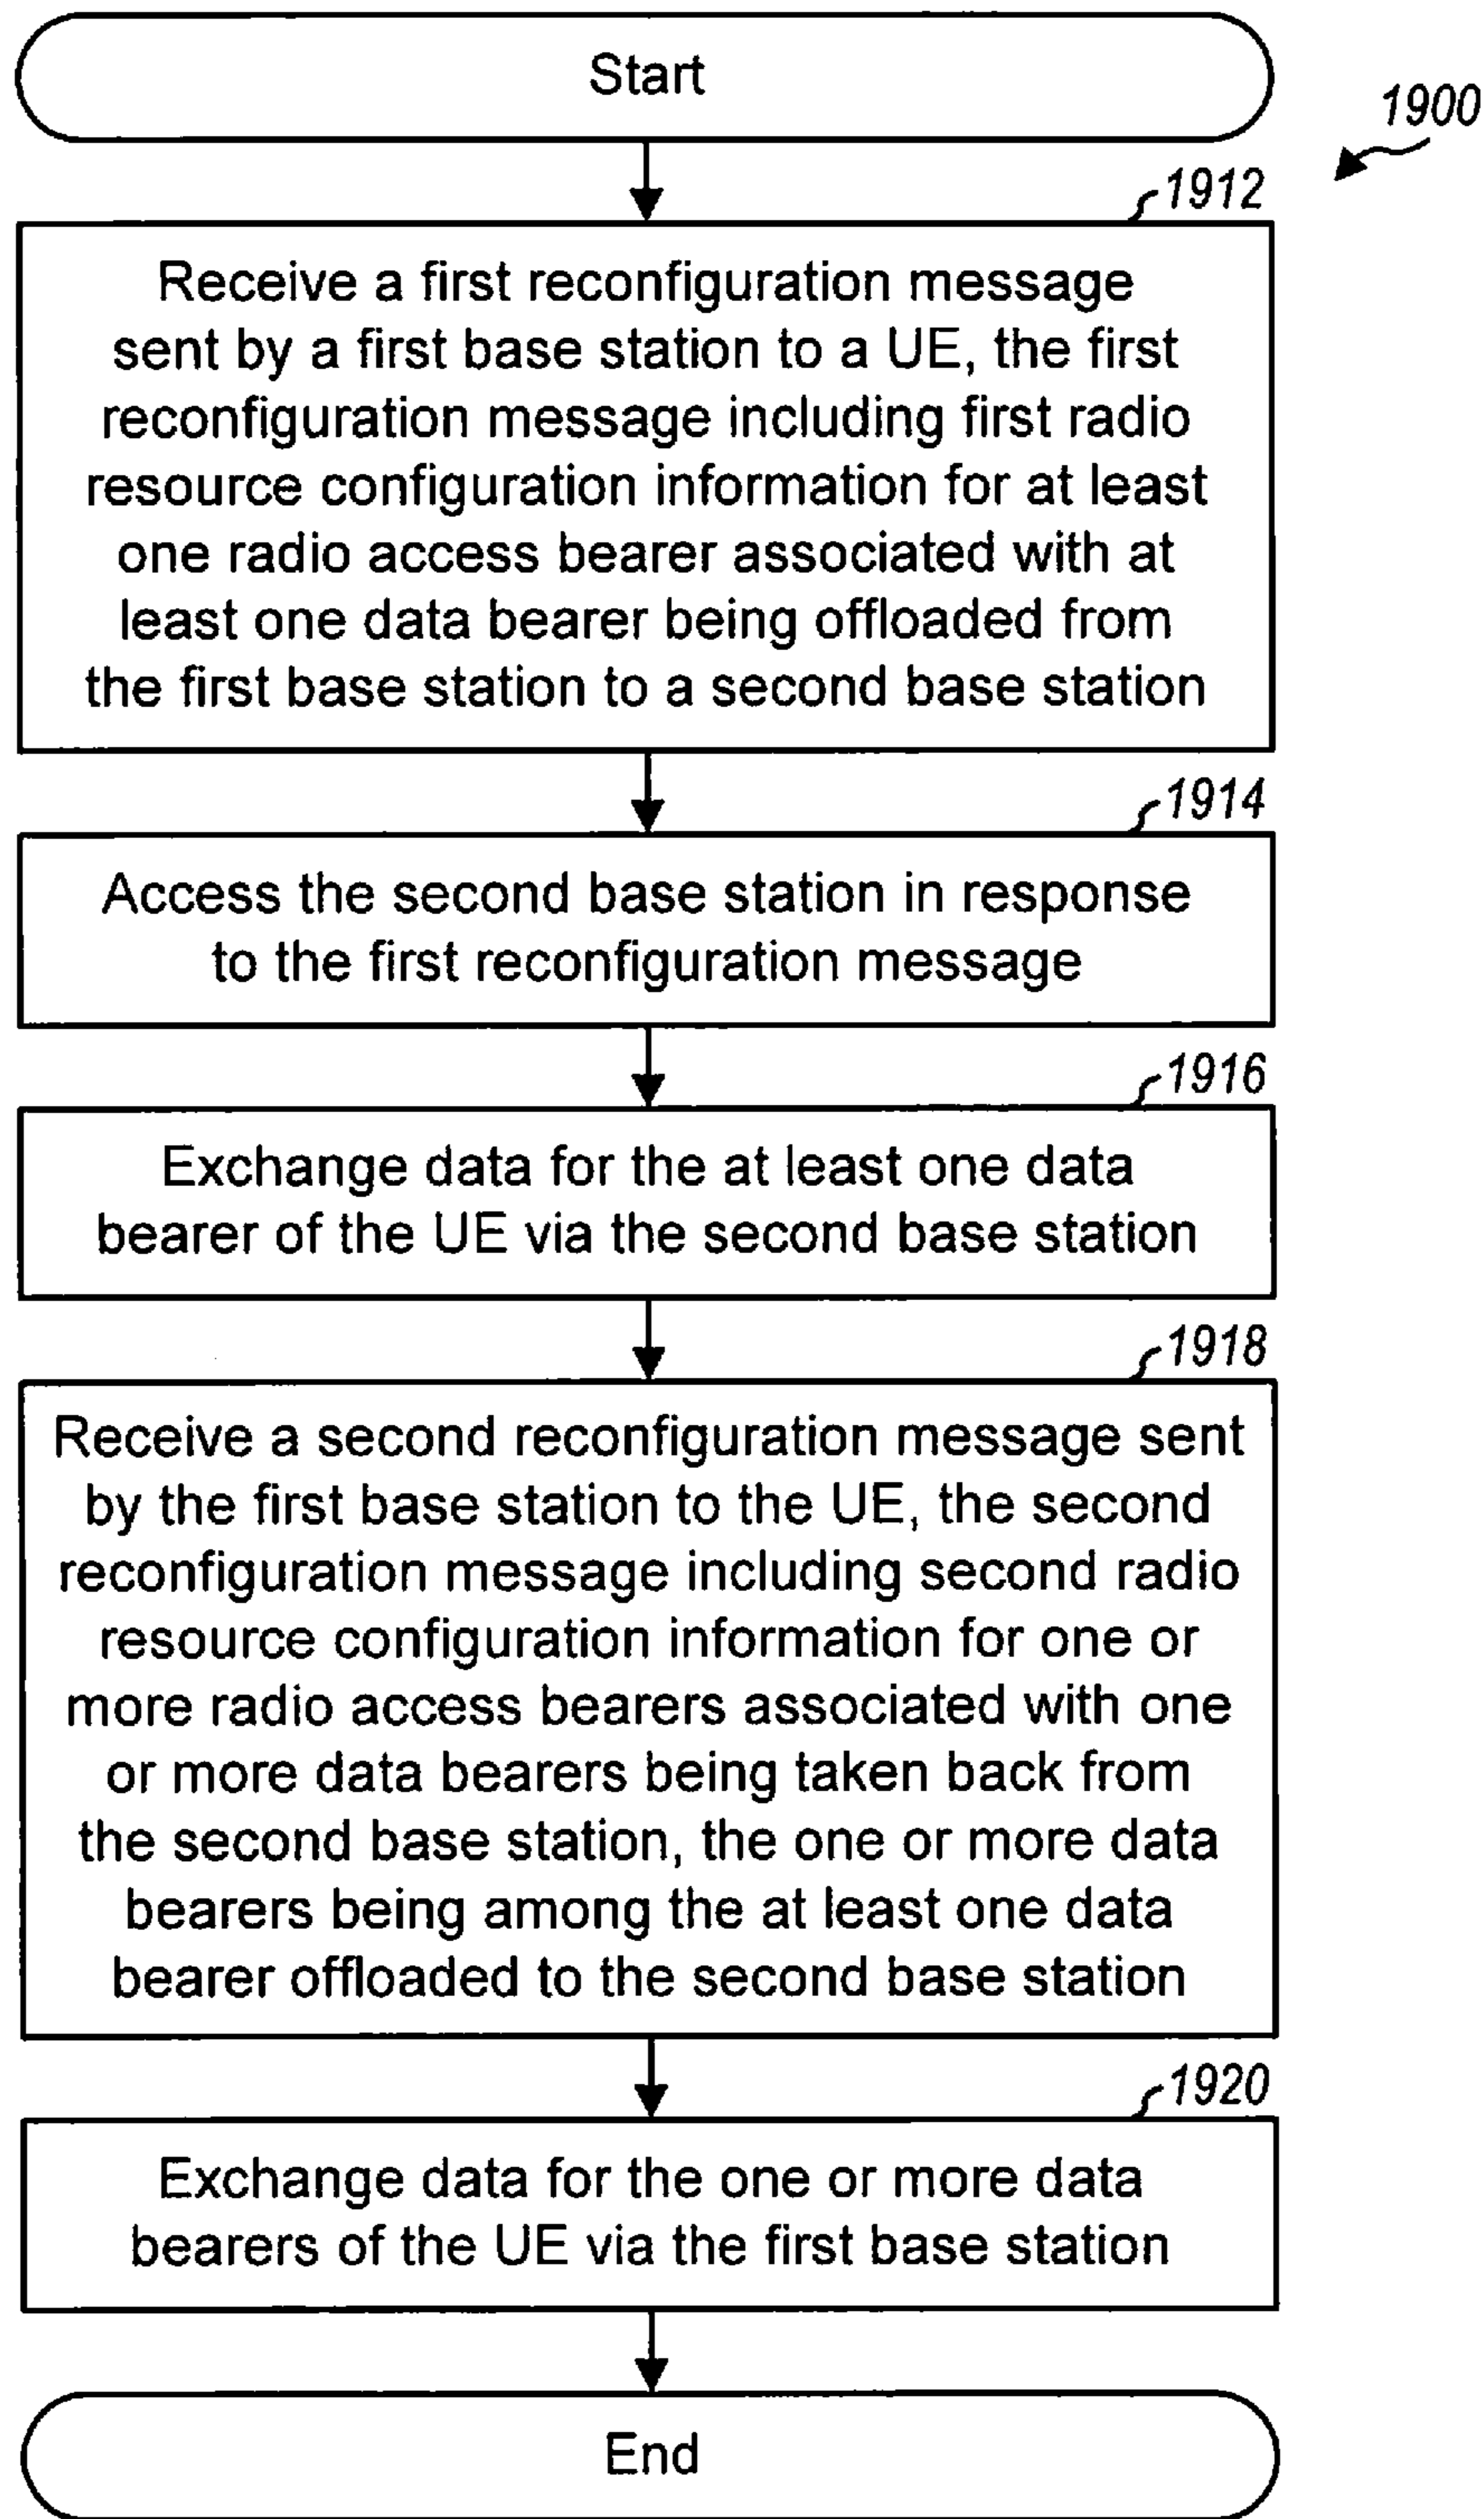 Start
1900
1912
Receive a first reconfiguration message
sent by a first base station to a UE, the first
reconfiguration message including first radio
resource configuration information for at least
one radio access bearer associated with at
least one data bearer being offloaded from
the first base station to a second base station
1914
Access the second base station in response
to the first reconfiguration message
1916
Exchange data for the at least one data
bearer of the UE via the second base station
1918
Receive a second reconfiguration message sent
by the first base station to the UE, the second
reconfiguration message including second radio
resource configuration information for one or
more radio access bearers associated with one
or more data bearers being taken back from
the second base station, the one or more data
bearers being among the at least one data
bearer offloaded to the second base station
1920
Exchange data for the one or more data
bearers of the UE via the first base station
End